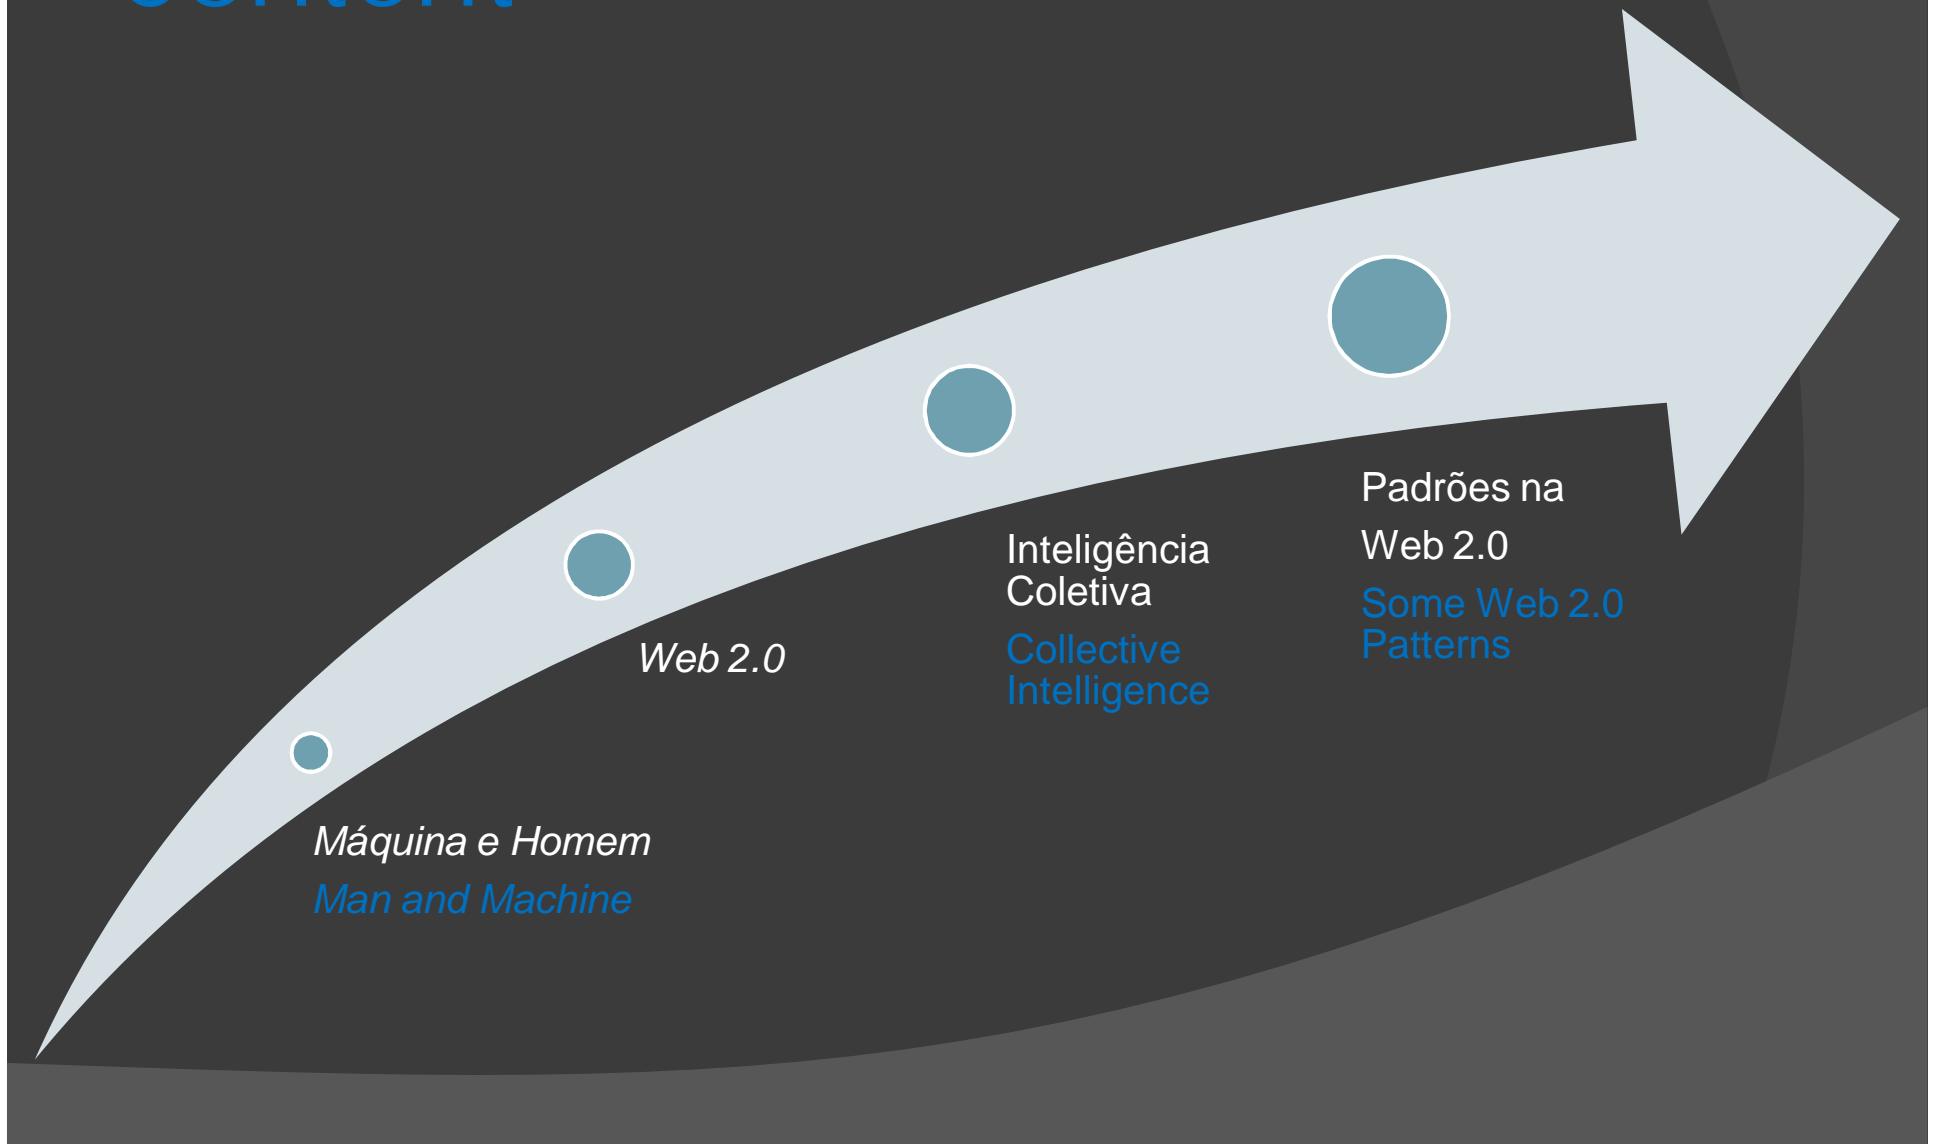 Máquina e Homem
Man and Machine
Web 2.0
Inteligência
Coletiva
Collective
Intelligence
Padrões na
Web 2.0
Some Web 2.0
Patterns